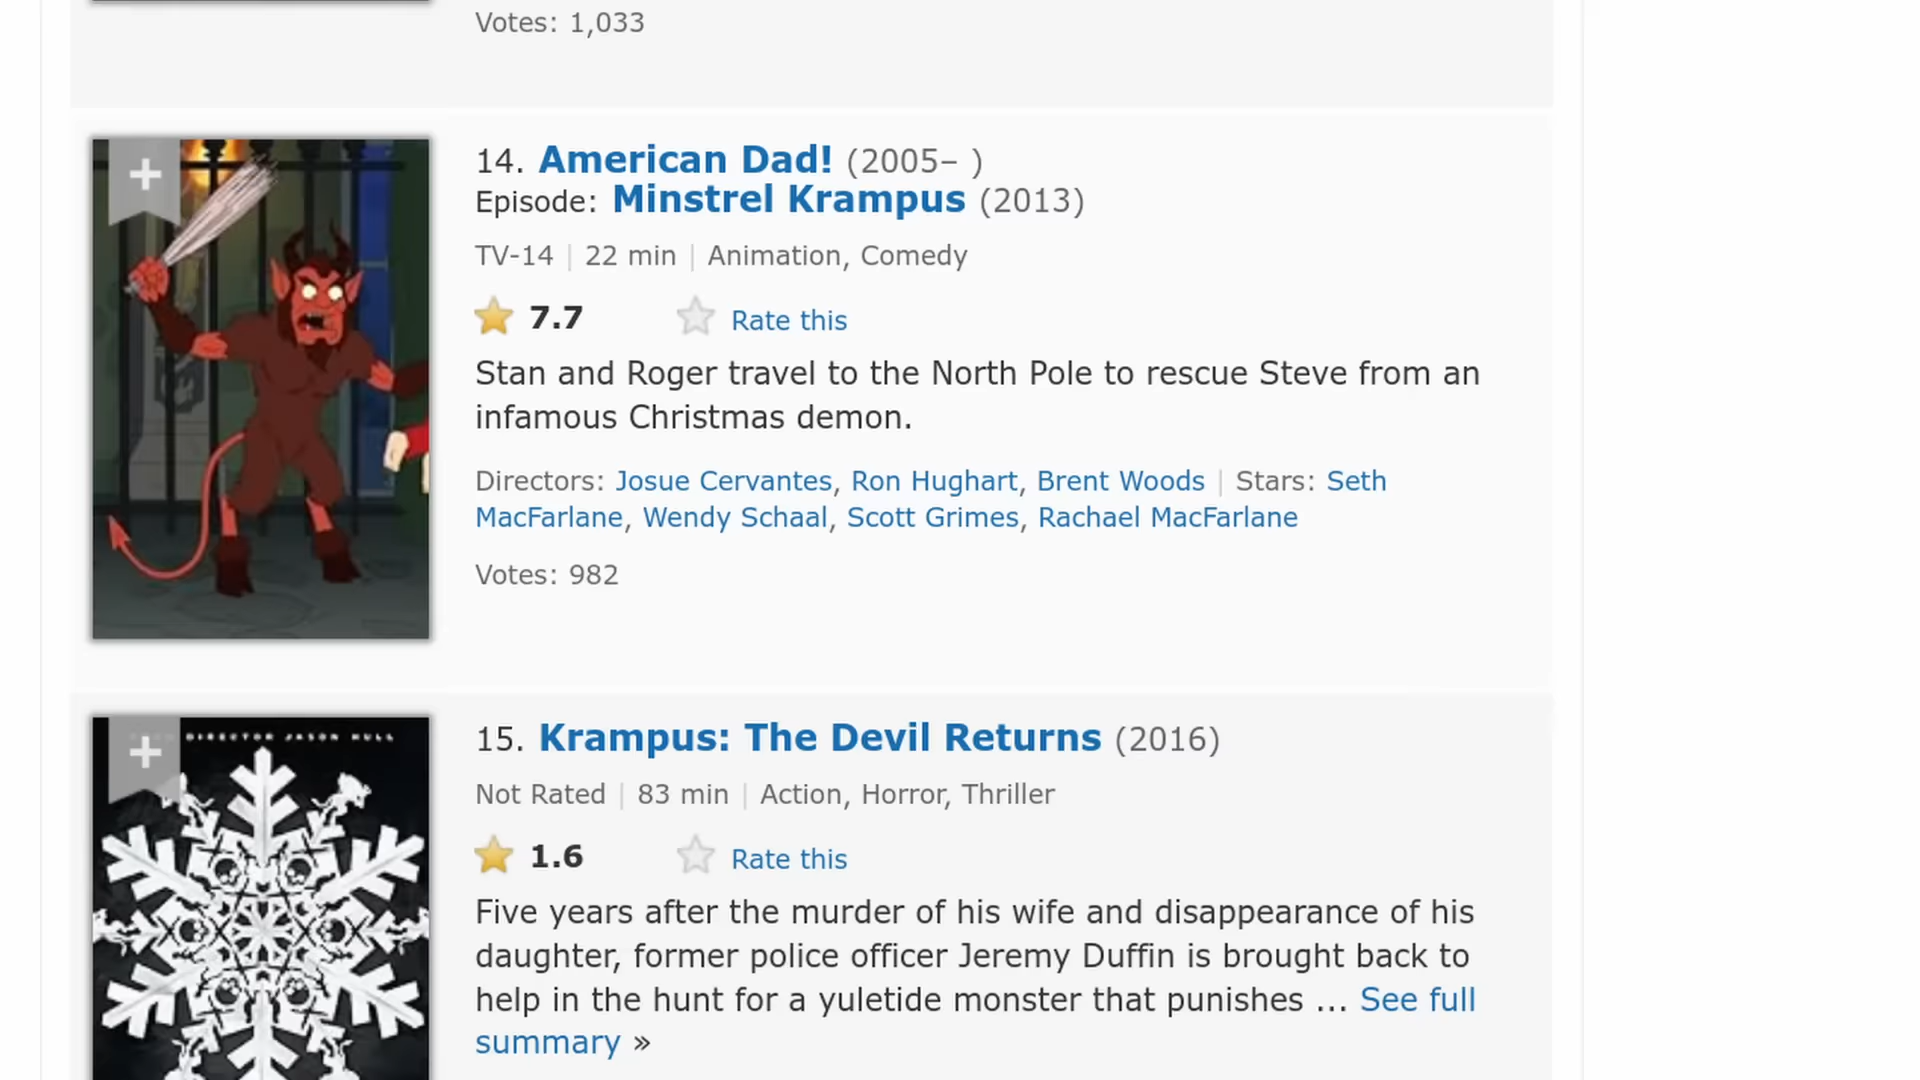 Votes: 1,033
14. American Dad! (2005– )
Episode: Minstrel Krampus (2013)
TV-14 | 22 min | Animation, Comedy
7.7 Rate this
Stan and Roger travel to the North Pole to rescue Steve from an
infamous Christmas demon.
Directors: Josue Cervantes, Ron Hughart, Brent Woods | Stars: Seth
MacFarlane, Wendy Schaal, Scott Grimes, Rachael MacFarlane
Votes: 982
DIRECTOR JASON HULL
15. Krampus: The Devil Returns (2016)
Not Rated | 83 min | Action, Horror, Thriller
1.6 Rate this
Five years after the murder of his wife and disappearance of his
daughter, former police officer Jeremy Duffin is brought back to
help in the hunt for a yuletide monster that punishes ... See full
summary »